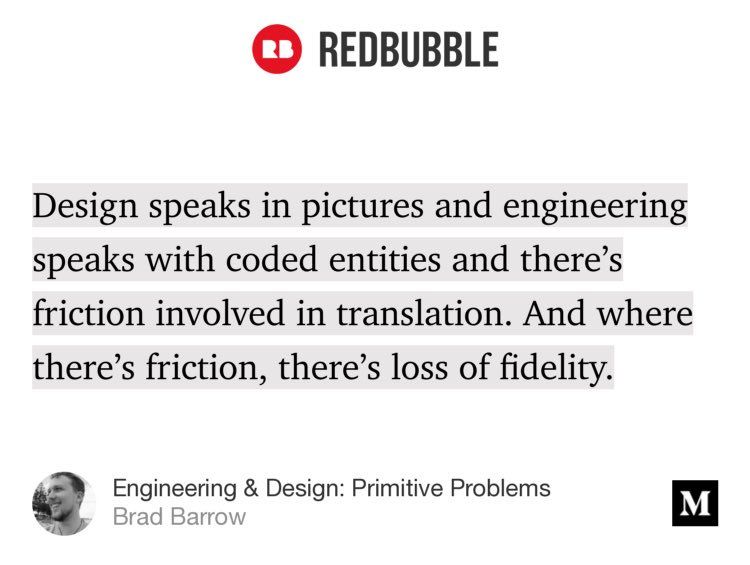 RB REDBUBBLE
Design speaks in pictures and engineering
speaks with coded entities and there’s
friction involved in translation. And where
there’s friction, there’s loss of fidelity.
Engineering & Design: Primitive Problems
Brad Barrow
M